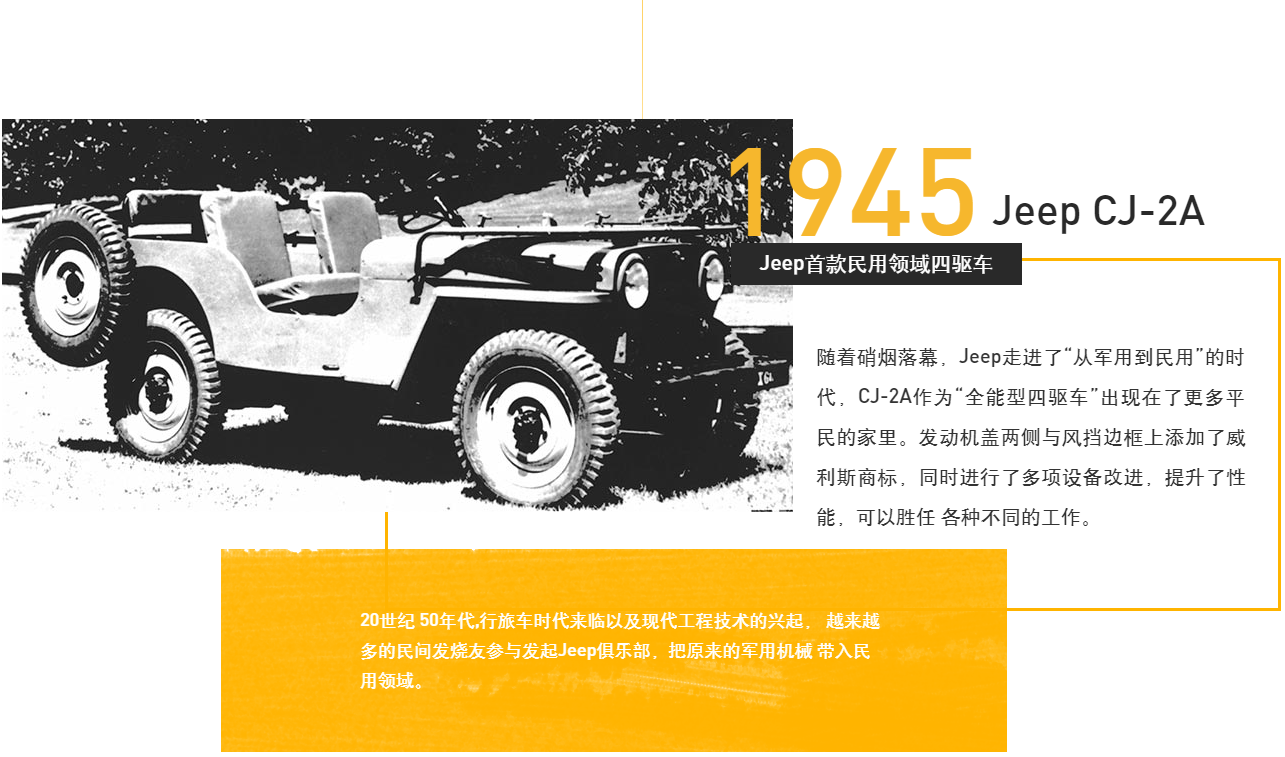 1945 Jeep CJ-2A
Jeep首款民用领域四驱车
随着硝烟落幕，Jeep走进了“从军用到民用”的时
代，CJ-2A作为“全能型四驱车”出现在了更多平
民的家里。发动机盖两侧与风挡边框上添加了威
利斯商标，同时进行了多项设备改进，提升了性
能，可以胜任 各种不同的工作。
20世纪 50年代,行旅车时代来临以及现代工程技术的兴起， 越来越
多的民间发烧友参与发起Jeep俱乐部，把原来的军用机械 带入民
用领域。